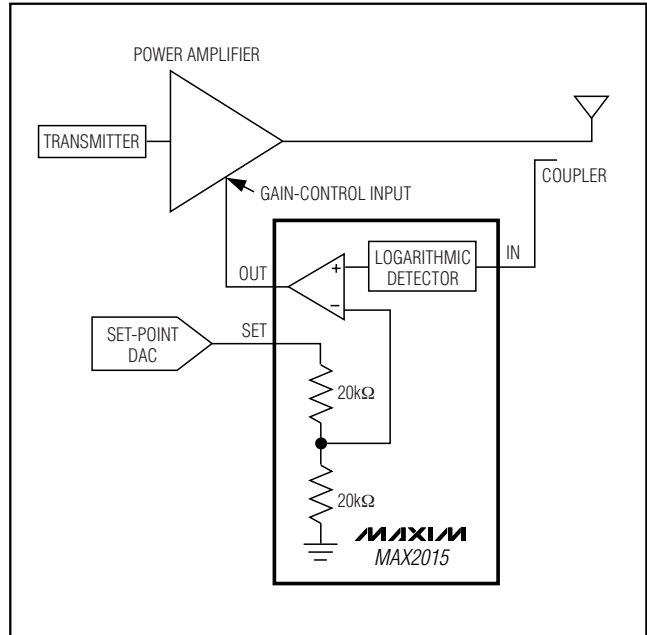 POWER AMPLIFIER
TRANSMITTER
COUPLER
GAIN-CONTROL INPUT
OUT
+
−
LOGARITHMIC
DETECTOR
IN
SET-POINT
DAC
SET
20kΩ
20kΩ
MAXIM
MAX2015